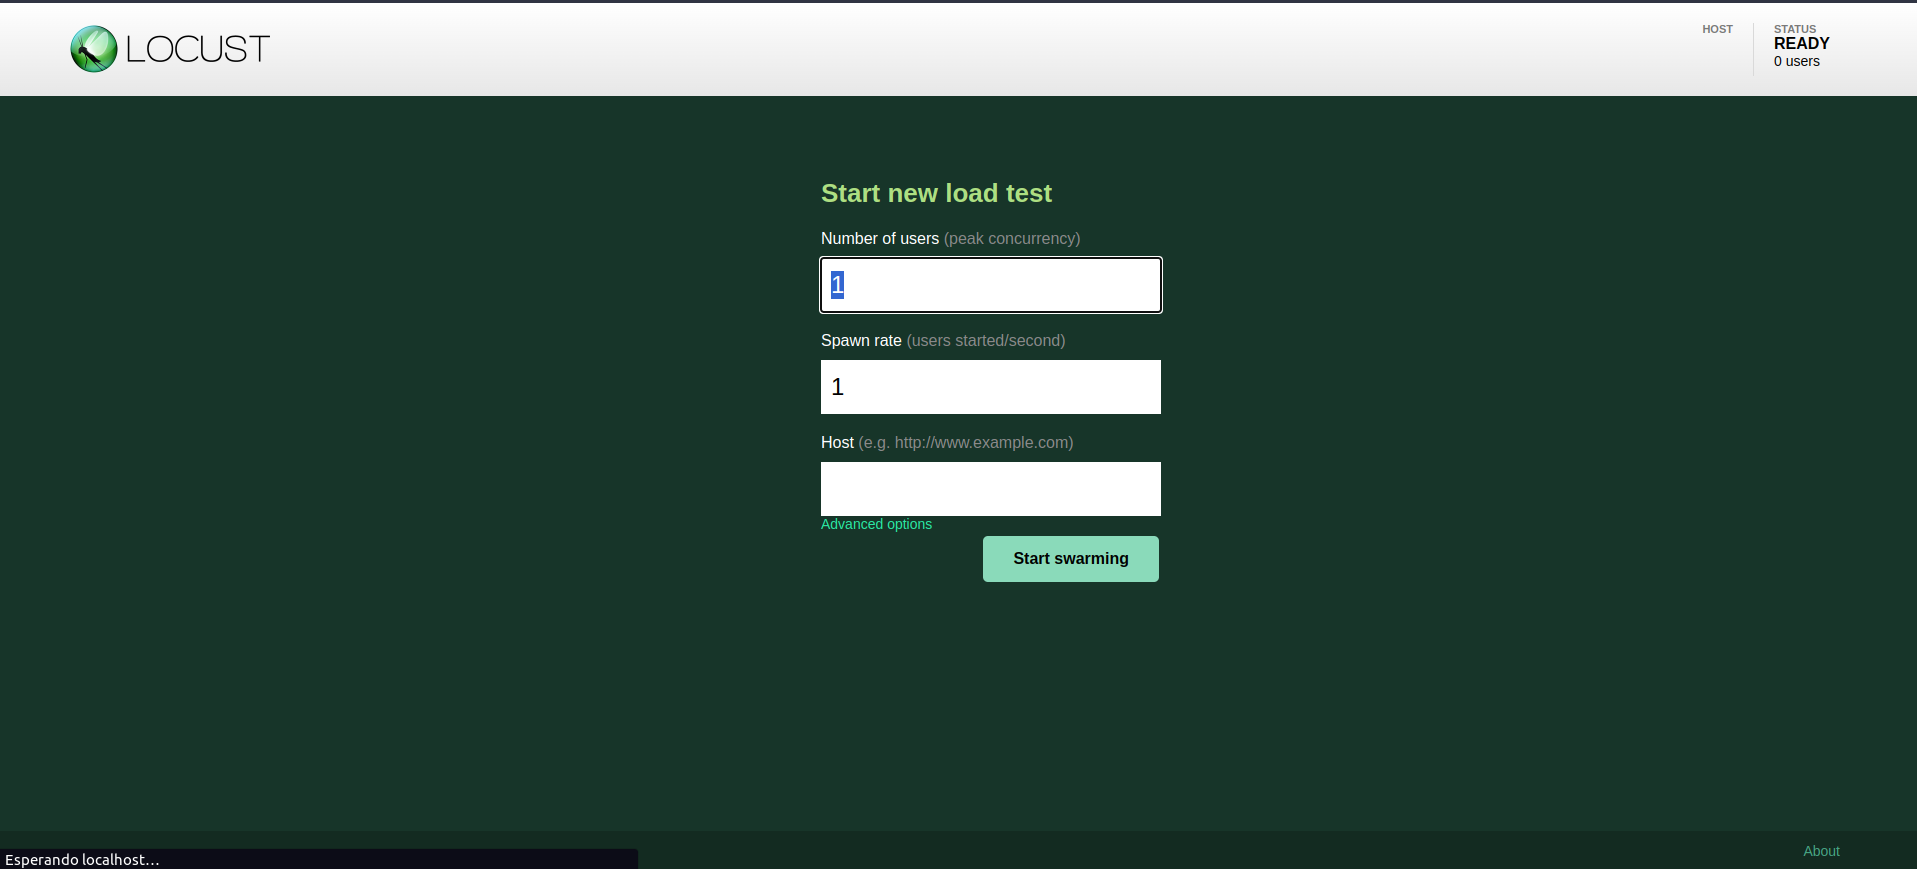 LOCUST
HOST
STATUS
READY
0 users
Start new load test
Number of users (peak concurrency)
1
Spawn rate (users started/second)
1
Host (e.g. http://www.example.com)
Advanced options
Start swarming
About
Esperando localhost…